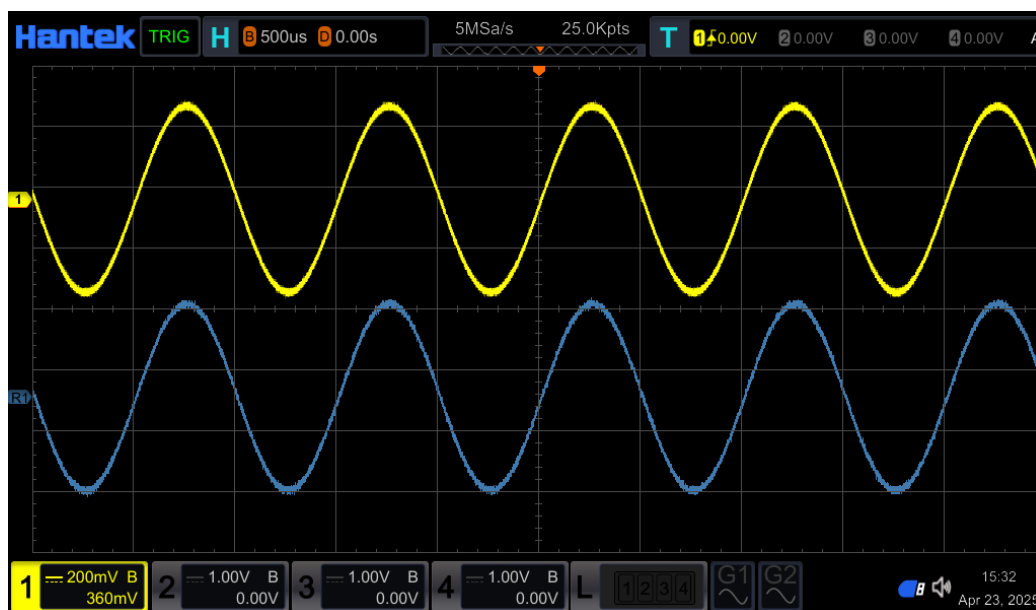 Hantek TRIG H B 500us D 0.00s 5MSa/s 25.0Kpts T 1 0.00V 2 0.00V 3 0.00V 4 0.00V A
1
R1
1 200mV B 2 1.00V B 3 1.00V B 4 1.00V B L 1 2 3 4 G1 G2 15:32
360mV 0.00V 0.00V 0.00V Apr 23, 202